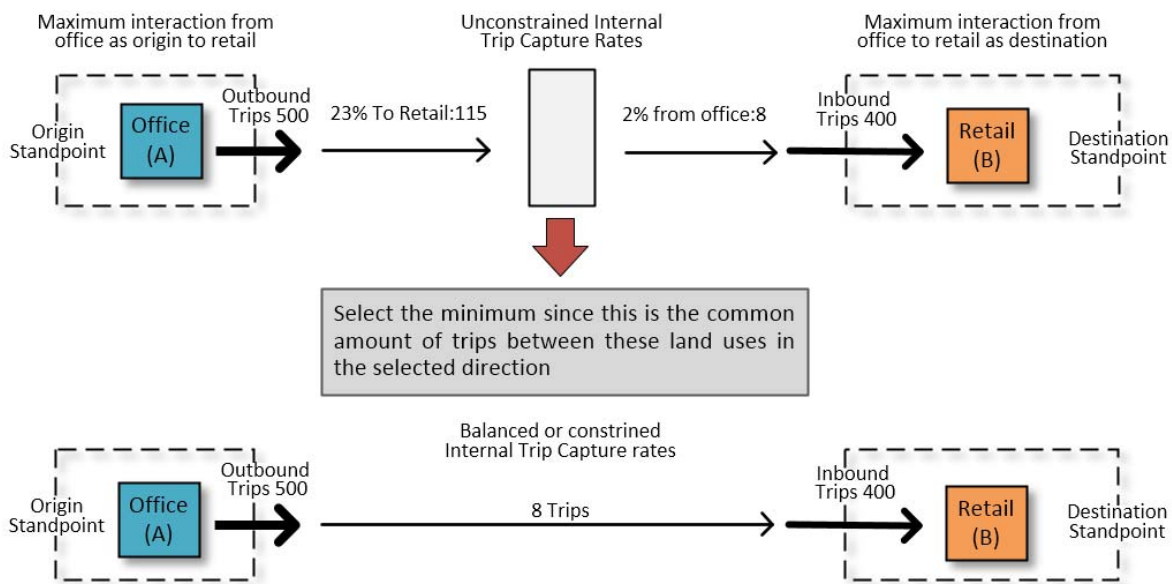 Maximum interaction from
office as origin to retail
Unconstrained Internal
Trip Capture Rates
Maximum interaction from
office to retail as destination
Origin
Standpoint
Office
(A)
Outbound
Trips 500
23% To Retail:115
2% from office:8
Inbound
Trips 400
Retail
(B)
Destination
Standpoint
Select the minimum since this is the common
amount of trips between these land uses in
the selected direction
Balanced or constrined
Internal Trip Capture rates
Origin
Standpoint
Office
(A)
Outbound
Trips 500
8 Trips
Inbound
Trips 400
Retail
(B)
Destination
Standpoint